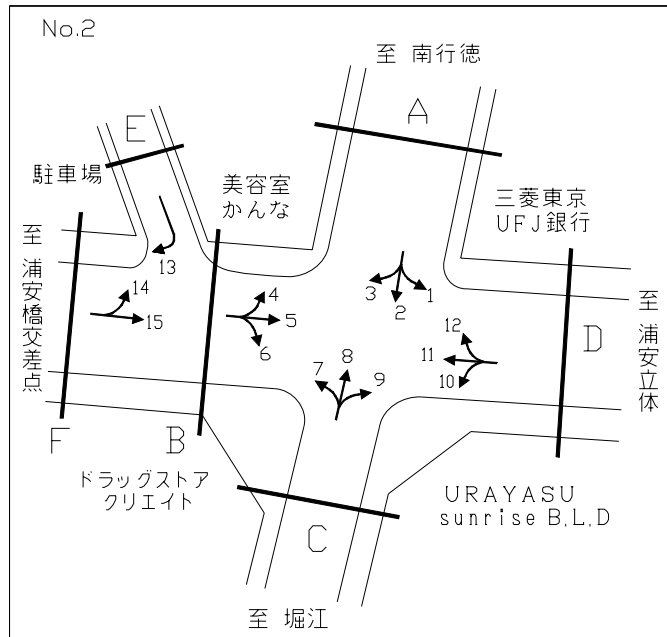 No.2
至 南行徳
A
E
駐車場
美容室
かんな
三菱東京
UFJ銀行
至 浦安橋交差点
13
14
15
4
5
6
3
2
1
12
11
10
7
8
9
D
至 浦安立体
F
B
ドラッグストア
クリエイト
C
URAYASU
sunrise B.L.D
至 堀江